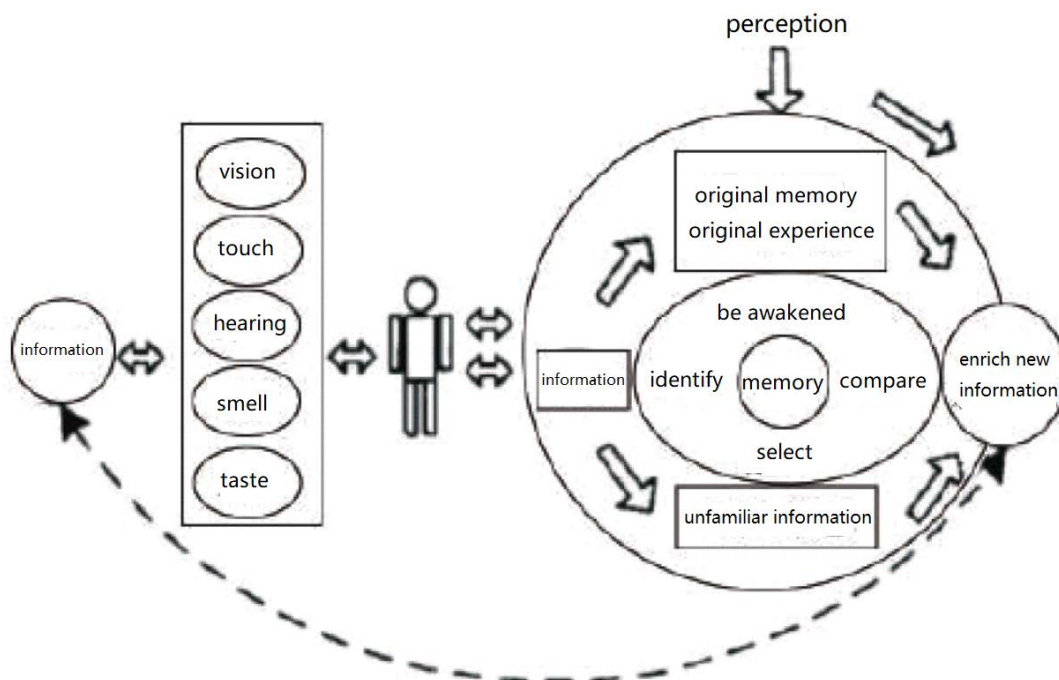 perception
vision
touch
hearing
smell
taste
information
original memory
original experience
be awakened
information
identify
memory
compare
select
unfamiliar information
enrich new
information